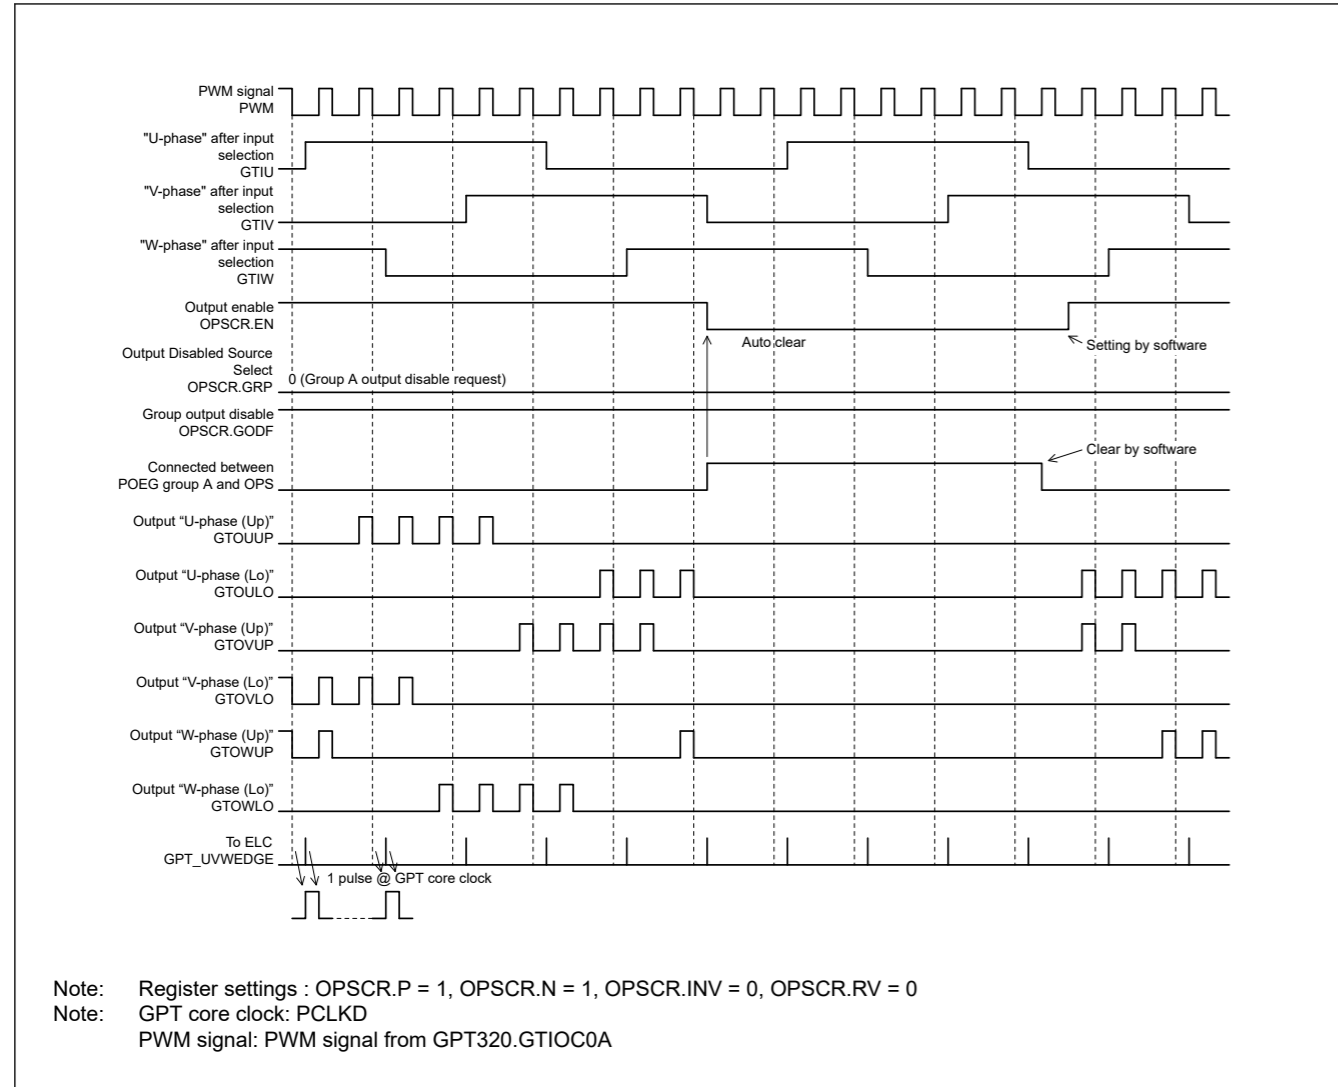 PWM signal
PWM
"U-phase" after input
selection
GTIU
"V-phase" after input
selection
GTIV
"W-phase" after input
selection
GTIW
Output enable
OPSCR.EN
Auto clear
Setting by software
Output Disabled Source
Select
OPSCR.GRP
0 (Group A output disable request)
Group output disable
OPSCR.GODF
Clear by software
Connected between
POEG group A and OPS
Output “U-phase (Up)”
GTOUUP
Output “U-phase (Lo)”
GTOULO
Output “V-phase (Up)”
GTOVUP
Output “V-phase (Lo)”
GTOVLO
Output “W-phase (Up)”
GTOWUP
Output “W-phase (Lo)”
GTOWLO
To ELC
GPT_UVWEDGE
1 pulse @ GPT core clock
Note: Register settings : OPSCR.P = 1, OPSCR.N = 1, OPSCR.INV = 0, OPSCR.RV = 0
Note: GPT core clock: PCLKD
PWM signal: PWM signal from GPT320.GTIOC0A